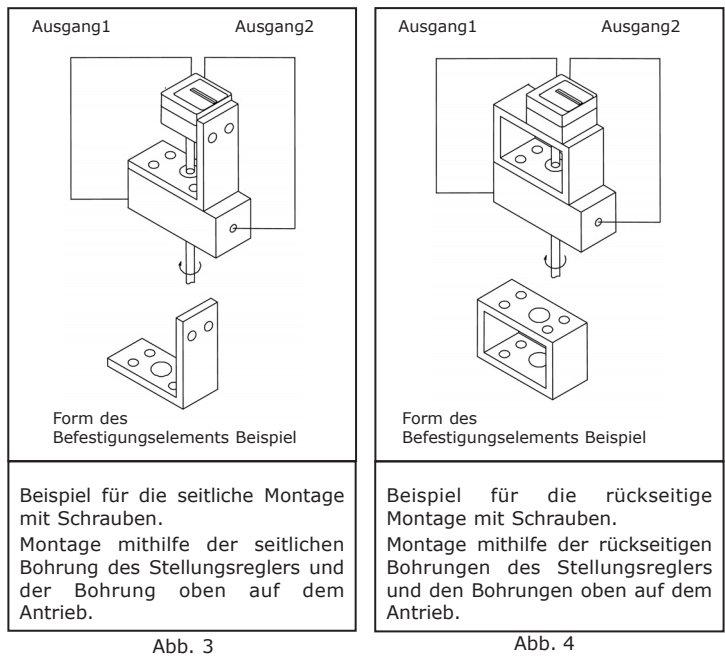 Ausgang1 Ausgang2
Form des
Befestigungselements Beispiel
Beispiel für die seitliche Montage
mit Schrauben.
Montage mithilfe der seitlichen
Bohrung des Stellungsreglers und
der Bohrung oben auf dem
Antrieb.
Abb. 3
Ausgang1 Ausgang2
Form des
Befestigungselements Beispiel
Beispiel für die rückseitige
Montage mit Schrauben.
Montage mithilfe der rückseitigen
Bohrungen des Stellungsreglers
und den Bohrungen oben auf dem
Antrieb.
Abb. 4